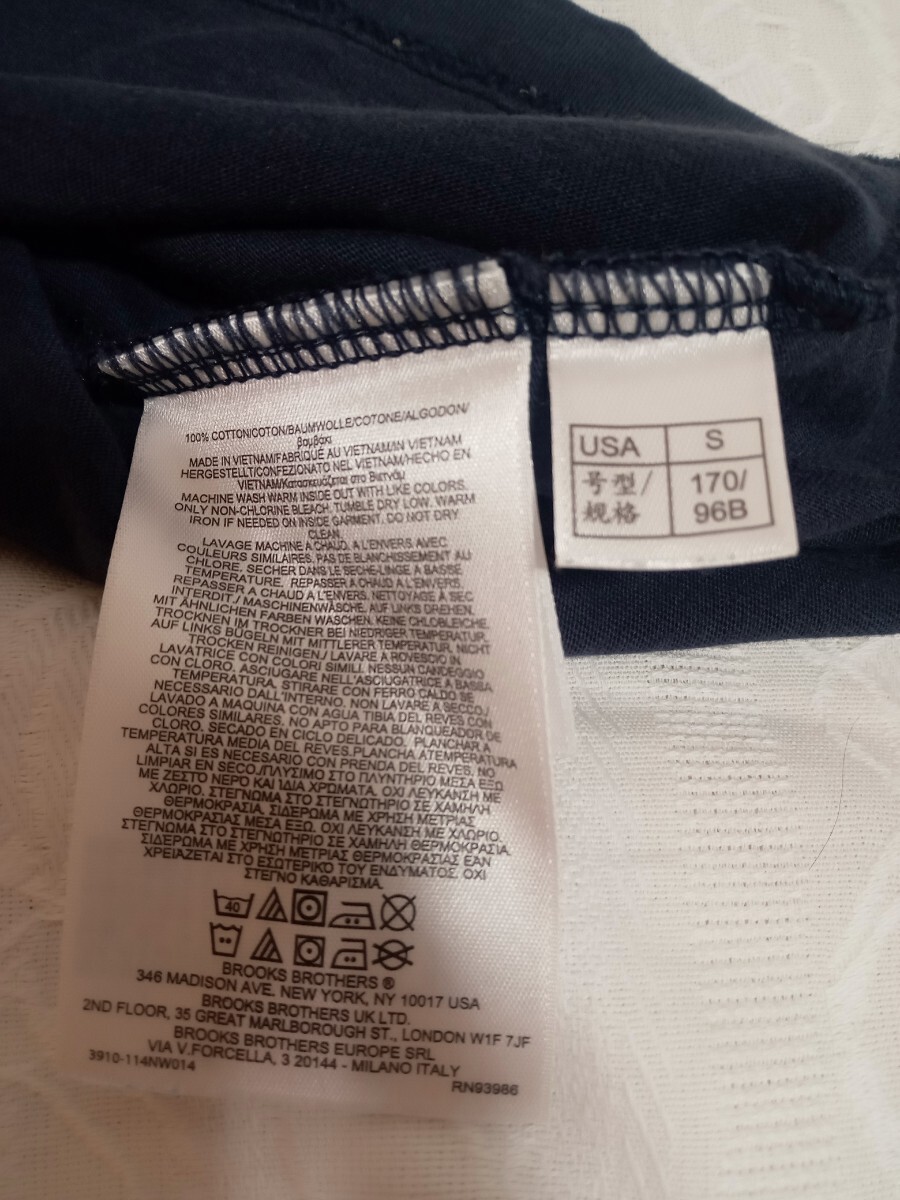 100% COTTON/COTON/BAUMWOLLE/COTONE/ALGODON/
βαμβάκι
MADE IN VIETNAM/FABRIQUÉ AU VIETNAM/IN VIETNAM
HERGESTELLT/CONFEZIONATO NEL VIETNAM/HECHO EN
VIETNAM/Κατασκευάζεται στο Βιετνάμ
MACHINE WASH WARM INSIDE OUT WITH LIKE COLORS.
ONLY NON-CHLORINE BLEACH. TUMBLE DRY LOW. WARM
IRON IF NEEDED ON INSIDE GARMENT. DO NOT DRY
CLEAN.
LAVAGE MACHINE A CHAUD, A L'ENVERS AVEC
COULEURS SIMILAIRES. PAS DE BLANCHISSEMENT AU
CHLORE. SECHER DANS LE SECHE-LINGE A BASSE
TEMPERATURE. REPASSER A CHAUD A L'ENVERS.
REPASSER A CHAUD A L'ENVERS. NETTOYAGE À SEC
INTERDIT./ MASCHINENWÄSCHE, AUF LINKS DREHEN.
MIT ÄHNLICHEN FARBEN WASCHEN. KEINE CHLORBLEICHE.
TROCKNEN IM TROCKNER BEI NIEDRIGER TEMPERATUR.
AUF LINKS BÜGELN MIT MITTLERER TEMPERATUR. NICHT
TROCKEN REINIGEN./ LAVARE A ROVESCIO IN
LAVATRICE CON COLORI SIMILI. NESSUN CANDEGGIO
CON CLORO. ASCIUGARE NELL'ASCIUGATRICE A BASSA
TEMPERATURA. STIRARE CON FERRO CALDO SE
NECESSARIO DALL'INTERNO. NON LAVARE A SECCO./
LAVADO A MAQUINA CON AGUA TIBIA DEL REVES CON
COLORES SIMILARES. NO APTO PARA BLANQUEADOR DE
CLORO. SECADO EN CICLO DELICADO. PLANCHAR A
TEMPERATURA MEDIA DEL REVES.PLANCHA ATEMPERATURA
ALTA SI ES NECESARIO CON PRENDA DEL REVES. NO
LIMPIAR EN SECO./ΠΛΥΣΙΜΟ ΣΤΟ ΠΛΥΝΤΗΡΙΟ ΜΕΣΑ ΕΞΩ
ΜΕ ΖΕΣΤΟ ΝΕΡΟ ΚΑΙ ΙΔΙΑ ΧΡΩΜΑΤΑ. ΟΧΙ ΛΕΥΚΑΝΣΗ ΜΕ
ΧΛΩΡΙΟ. ΣΤΕΓΝΩΜΑ ΣΤΟ ΣΤΕΓΝΩΤΗΡΙΟ ΣΕ ΧΑΜΗΛΗ
ΘΕΡΜΟΚΡΑΣΙΑ. ΣΙΔΕΡΩΜΑ ΜΕ ΧΡΗΣΗ ΜΕΤΡΙΑΣ
ΘΕΡΜΟΚΡΑΣΙΑΣ ΜΕΣΑ ΕΞΩ. ΟΧΙ ΛΕΥΚΑΝΣΗ ΜΕ ΧΛΩΡΙΟ.
ΣΤΕΓΝΩΜΑ ΣΤΟ ΣΤΕΓΝΩΤΗΡΙΟ ΣΕ ΧΑΜΗΛΗ ΘΕΡΜΟΚΡΑΣΙΑ.
ΣΙΔΕΡΩΜΑ ΜΕ ΧΡΗΣΗ ΜΕΤΡΙΑΣ ΘΕΡΜΟΚΡΑΣΙΑΣ ΕΑΝ
ΧΡΕΙΑΖΕΤΑΙ ΣΤΟ ΕΣΩΤΕΡΙΚΟ ΤΟΥ ΕΝΔΥΜΑΤΟΣ. ΟΧΙ
ΣΤΕΓΝΟ ΚΑΘΑΡΙΣΜΑ.
40
BROOKS BROTHERS ®
346 MADISON AVE. NEW YORK, NY 10017 USA
BROOKS BROTHERS UK LTD.
2ND FLOOR, 35 GREAT MARLBOROUGH ST., LONDON W1F 7JF
BROOKS BROTHERS EUROPE SRL
VIA V.FORCELLA, 3 20144 - MILANO ITALY
3910-114NW014
RN93986
USA S
号型/ 170/
规格 96B